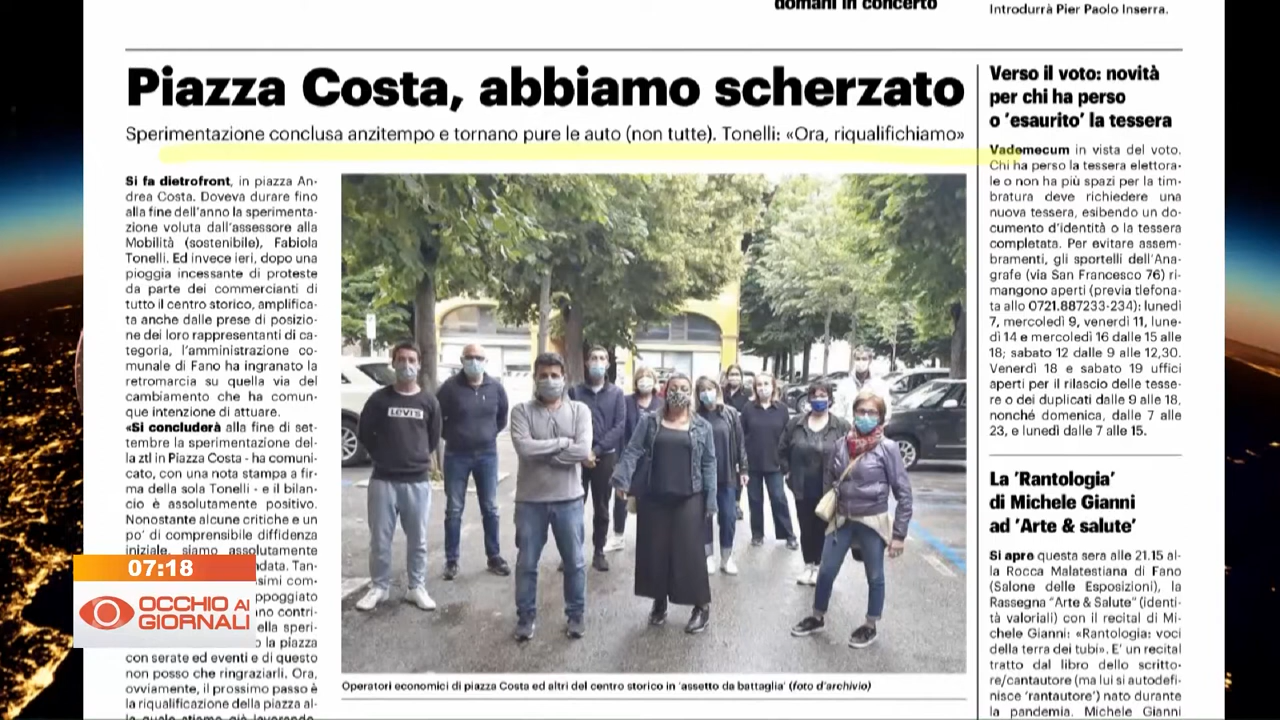 domani in concerto
Introdurrà Pier Paolo Inserra.
Piazza Costa, abbiamo scherzato
Sperimentazione conclusa anzitempo e tornano pure le auto (non tutte). Tonelli: «Ora, riqualifichiamo»
Si fa dietrofront, in piazza An-
drea Costa. Doveva durare fino
alla fine dell'anno la sperimenta-
zione voluta dall'assessore alla
Mobilità (sostenibile), Fabiola
Tonelli. Ed invece ieri, dopo una
pioggia incessante di proteste
da parte dei commercianti di
tutto il centro storico, amplifica-
ta anche dalle prese di posizio-
ne dei loro rappresentanti di ca-
tegoria, l'amministrazione co-
munale di Fano ha ingranato la
retromarcia su quella via del
cambiamento che ha comun-
que intenzione di attuare.
«Si concluderà alla fine di set-
tembre la sperimentazione del-
la ztl in Piazza Costa - ha comuni-
cato, con una nota stampa a fir-
ma della sola Tonelli - e il bilan-
cio è assolutamente positivo.
Nonostante alcune critiche e un
po' di comprensibile diffidenza
iniziale, siamo assolutamente
ndata. Tan-
simi com-
ppoggiato
no contri-
ella speri-
o la piazza
con serate ed eventi e di questo
non posso che ringraziarli. Ora,
ovviamente, il prossimo passo è
la riqualificazione della piazza al-
la quale stiamo già lavorando.
LEVI'S
Operatori economici di piazza Costa ed altri del centro storico in 'assetto da battaglia' (foto d'archivio)
Verso il voto: novità
per chi ha perso
o 'esaurito' la tessera
Vademecum in vista del voto.
Chi ha perso la tessera elettora-
le o non ha più spazi per la tim-
bratura deve richiedere una
nuova tessera, esibendo un do-
cumento d'identità o la tessera
completata. Per evitare assem-
bramenti, gli sportelli dell'Ana-
grafe (via San Francesco 76) ri-
mangono aperti (previa tlefona-
ta allo 0721.887233-234): lunedì
7, mercoledì 9, venerdì 11, lune-
dì 14 e mercoledì 16 dalle 15 alle
18; sabato 12 dalle 9 alle 12,30.
Venerdì 18 e sabato 19 uffici
aperti per il rilascio delle tesse-
re o dei duplicati dalle 9 alle 18,
nonché domenica, dalle 7 alle
23, e lunedì dalle 7 alle 15.
La 'Rantologia'
di Michele Gianni
ad 'Arte & salute'
Si apre questa sera alle 21.15 al-
la Rocca Malatestiana di Fano
(Salone delle Esposizioni), la
Rassegna "Arte & Salute" (identi-
tà valoriali) con il recital di Mi-
chele Gianni: «Rantologia: voci
della terra dei tubi». E' un recital
tratto dal libro dello scritto-
re/cantautore (ma lui si autodefi-
nisce 'rantautore') nato durante
la pandemia. Michele Gianni
07:18
OCCHIO AI
GIORNALI